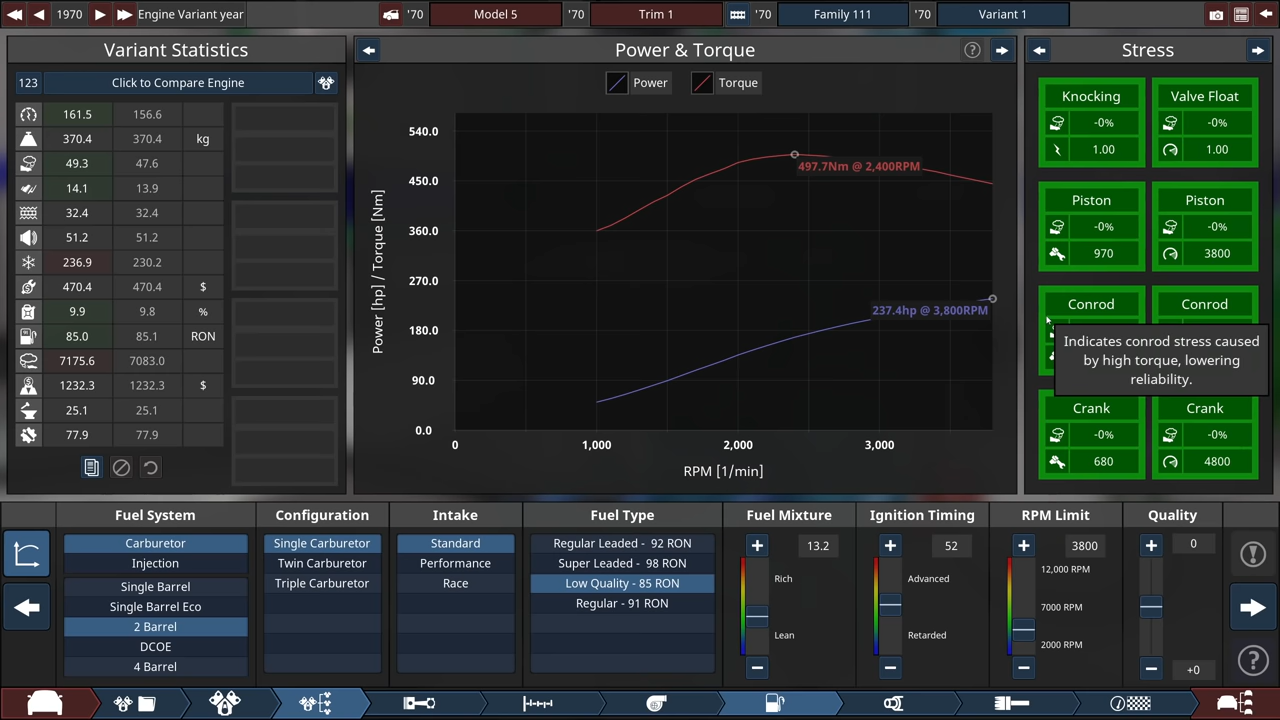 1970 Engine Variant year '70 Model 5 '70 Trim 1 '70 Family 111 '70 Variant 1
Variant Statistics
123 Click to Compare Engine
161.5 156.6
370.4 370.4 kg
49.3 47.6
14.1 13.9
32.4 32.4
51.2 51.2
236.9 230.2
470.4 470.4 $
9.9 9.8 %
85.0 85.1 RON
7175.6 7083.0
1232.3 1232.3 $
25.1 25.1
77.9 77.9
Power & Torque ?
Power Torque
540.0
450.0
360.0
270.0
180.0
90.0
0.0
Power [hp] / Torque [Nm]
497.7Nm @ 2,400RPM
237.4hp @ 3,800RPM
0 1,000 2,000 3,000
RPM [1/min]
Stress
Knocking Valve Float
-0% -0%
1.00 1.00
Piston Piston
-0% -0%
970 3800
Conrod Conrod
Indicates conrod stress caused
by high torque, lowering
reliability.
Crank Crank
-0% -0%
680 4800
Fuel System
Carburetor
Injection
Single Barrel
Single Barrel Eco
2 Barrel
DCOE
4 Barrel
Configuration
Single Carburetor
Twin Carburetor
Triple Carburetor
Intake
Standard
Performance
Race
Fuel Type
Regular Leaded - 92 RON
Super Leaded - 98 RON
Low Quality - 85 RON
Regular - 91 RON
Fuel Mixture
13.2
Rich
Lean
Ignition Timing
52
Advanced
Retarded
RPM Limit
3800
12,000 RPM
7000 RPM
2000 RPM
Quality
0
+0
?